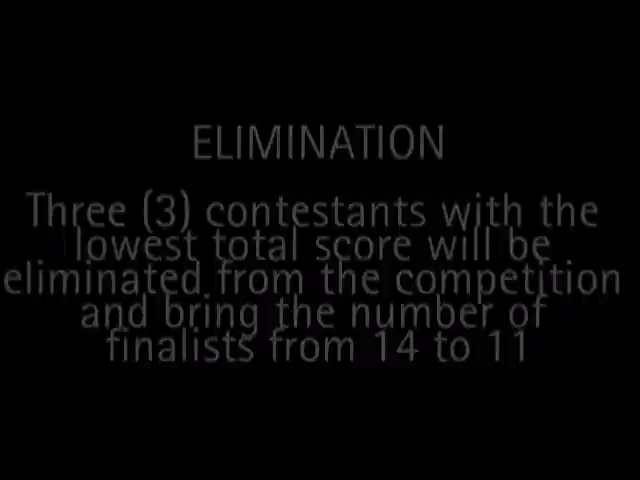 ELIMINATION
Three (3) contestants with the
lowest total score will be
eliminated from the competition
and bring the number of
finalists from 14 to 11